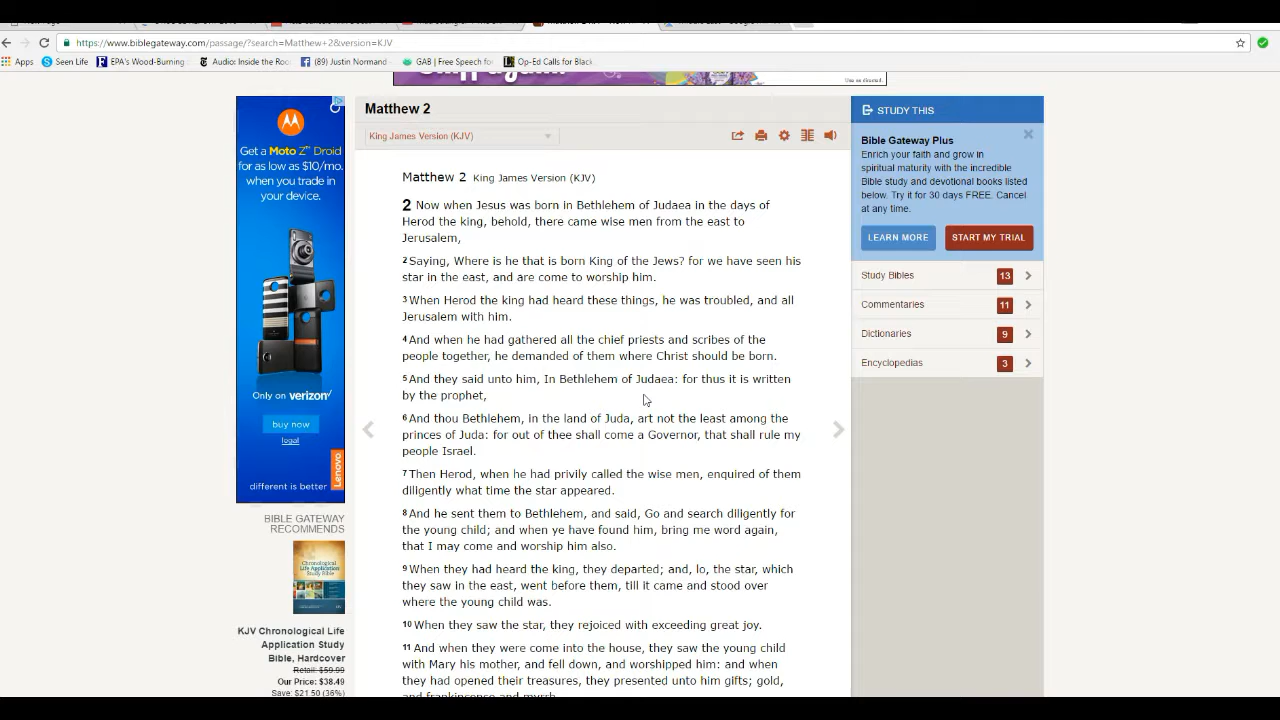 https://www.biblegateway.com/passage/?search=Matthew+2&version=KJV
Apps
Seen Life
EPA's Wood-Burning
Audio: Inside the Roo
(89) Justin Normand
GAB | Free Speech fo
Op-Ed Calls for Black
Use as directed.
Get a Moto Z™ Droid
for as low as $10/mo.
when you trade in
your device.
Only on verizon✓
buy now
legal
Lenovo
different is better
BIBLE GATEWAY
RECOMMENDS
KJV Chronological Life
Application Study
Bible, Hardcover
Retail: $59.99
Our Price: $38.49
Save: $21.50 (36%)
Matthew 2
King James Version (KJV)
Matthew 2 King James Version (KJV)
2 Now when Jesus was born in Bethlehem of Judaea in the days of
Herod the king, behold, there came wise men from the east to
Jerusalem,
2 Saying, Where is he that is born King of the Jews? for we have seen his
star in the east, and are come to worship him.
3 When Herod the king had heard these things, he was troubled, and all
Jerusalem with him.
4 And when he had gathered all the chief priests and scribes of the
people together, he demanded of them where Christ should be born.
5 And they said unto him, In Bethlehem of Judaea: for thus it is written
by the prophet,
6 And thou Bethlehem, in the land of Juda, art not the least among the
princes of Juda: for out of thee shall come a Governor, that shall rule my
people Israel.
7 Then Herod, when he had privily called the wise men, enquired of them
diligently what time the star appeared.
8 And he sent them to Bethlehem, and said, Go and search diligently for
the young child; and when ye have found him, bring me word again,
that I may come and worship him also.
9 When they had heard the king, they departed; and, lo, the star, which
they saw in the east, went before them, till it came and stood over
where the young child was.
10 When they saw the star, they rejoiced with exceeding great joy.
11 And when they were come into the house, they saw the young child
with Mary his mother, and fell down, and worshipped him: and when
they had opened their treasures, they presented unto him gifts; gold,
and frankincense and myrrh.
STUDY THIS
Bible Gateway Plus
Enrich your faith and grow in
spiritual maturity with the incredible
Bible study and devotional books listed
below. Try it for 30 days FREE. Cancel
at any time.
LEARN MORE
START MY TRIAL
Study Bibles 13
Commentaries 11
Dictionaries 9
Encyclopedias 3